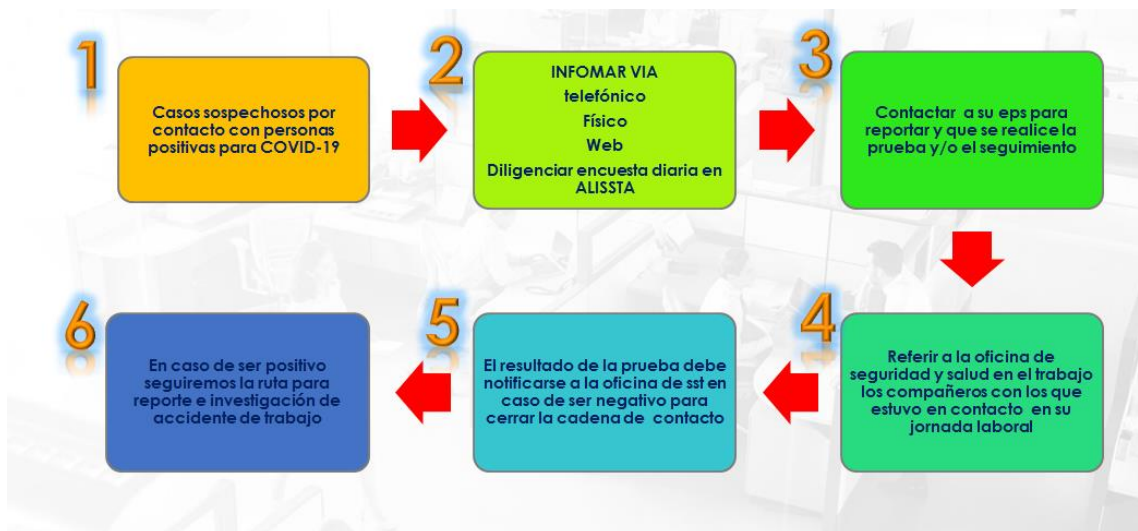 1
Casos sospechosos por
contacto con personas
positivas para COVID-19
2
INFOMAR VIA
telefónico
Físico
Web
Diligenciar encuesta diaria en
ALISSTA
3
Contactar a su eps para
reportar y que se realice la
prueba y/o el seguimiento
4
Referir a la oficina de
seguridad y salud en el trabajo
los compañeros con los que
estuvo en contacto en su
jornada laboral
5
El resultado de la prueba debe
notificarse a la oficina de sst en
caso de ser negativo para
cerrar la cadena de contacto
6
En caso de ser positivo
seguiremos la ruta para
reporte e investigación de
accidente de trabajo